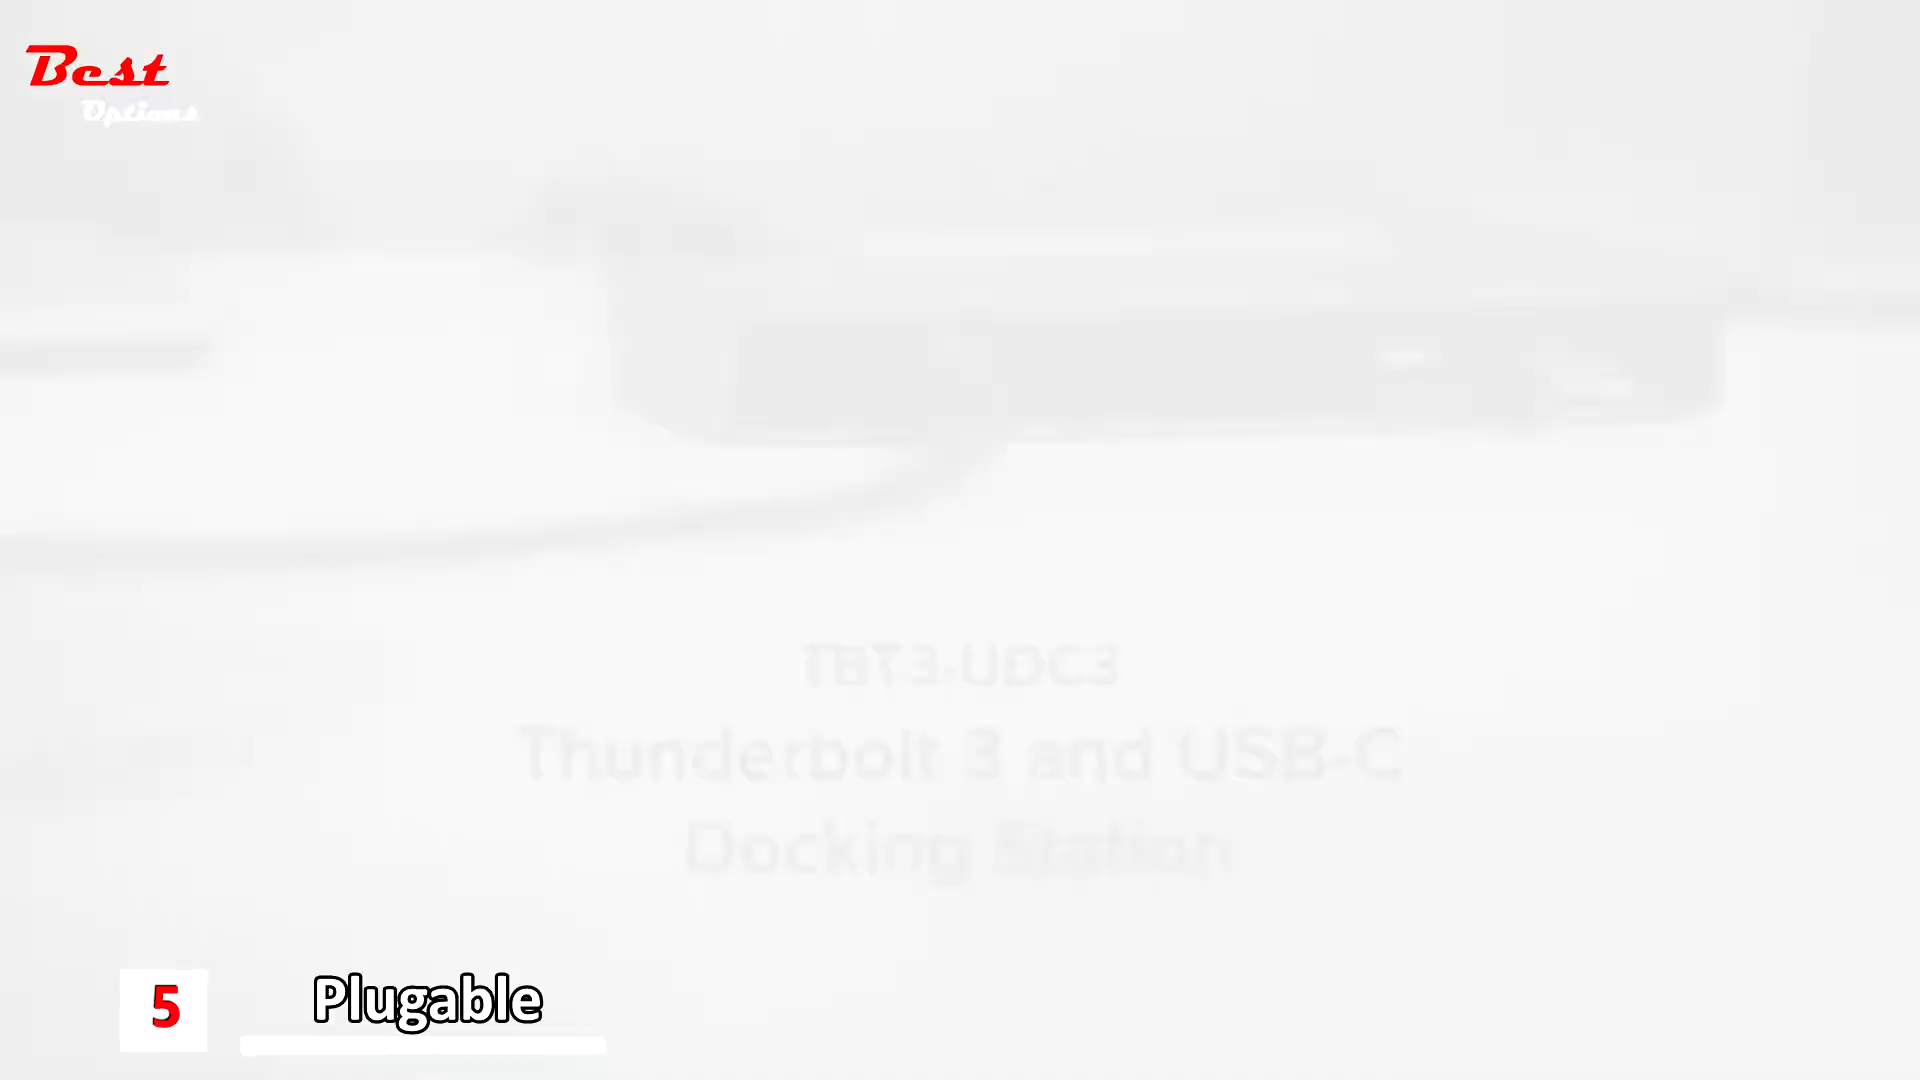 Best
Options
TBT3-UDC3
Thunderbolt 3 and USB-C
Docking Station
5
Plugable